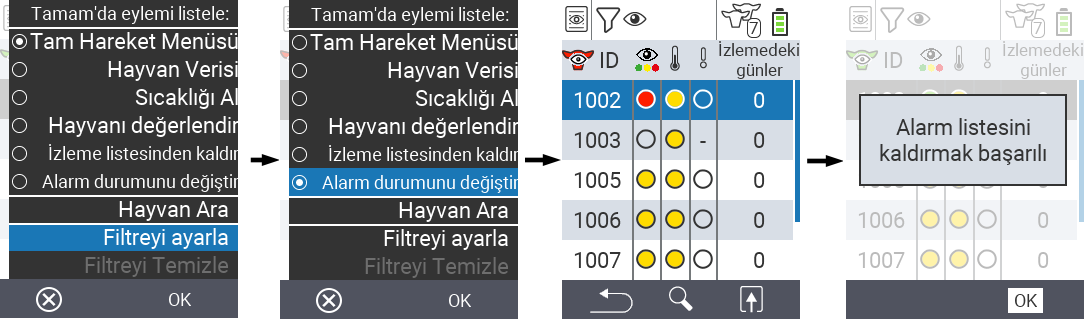 Tamam'da eylemi listele:
Tam Hareket Menüsü
Hayvan Verisi
Sıcaklığı Al
Hayvanı değerlendir
İzleme listesinden kaldır
Alarm durumunu değiştir
Hayvan Ara
Filtreyi ayarla
Filtreyi Temizle
OK
Tamam'da eylemi listele:
Tam Hareket Menüsü
Hayvan Verisi
Sıcaklığı Al
Hayvanı değerlendir
İzleme listesinden kaldır
Alarm durumunu değiştir
Hayvan Ara
Filtreyi ayarla
Filtreyi Temizle
OK
7
ID İzlemedeki
günler
1002 0
1003 - 0
1005 0
1006 0
1007 0
7
ID İzlemedeki
günler
Alarm listesini
kaldırmak başarılı
1006 0
1007 0
OK